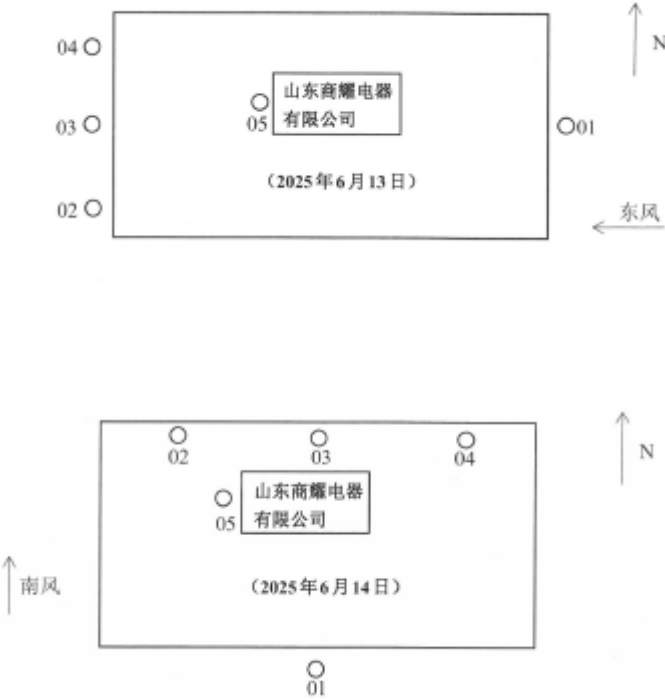 04
N
山东商耀电器
05
有限公司
03
01
（2025年6月13日）
02
东风
02
03
04
N
山东商耀电器
05
有限公司
南风
（2025年6月14日）
01